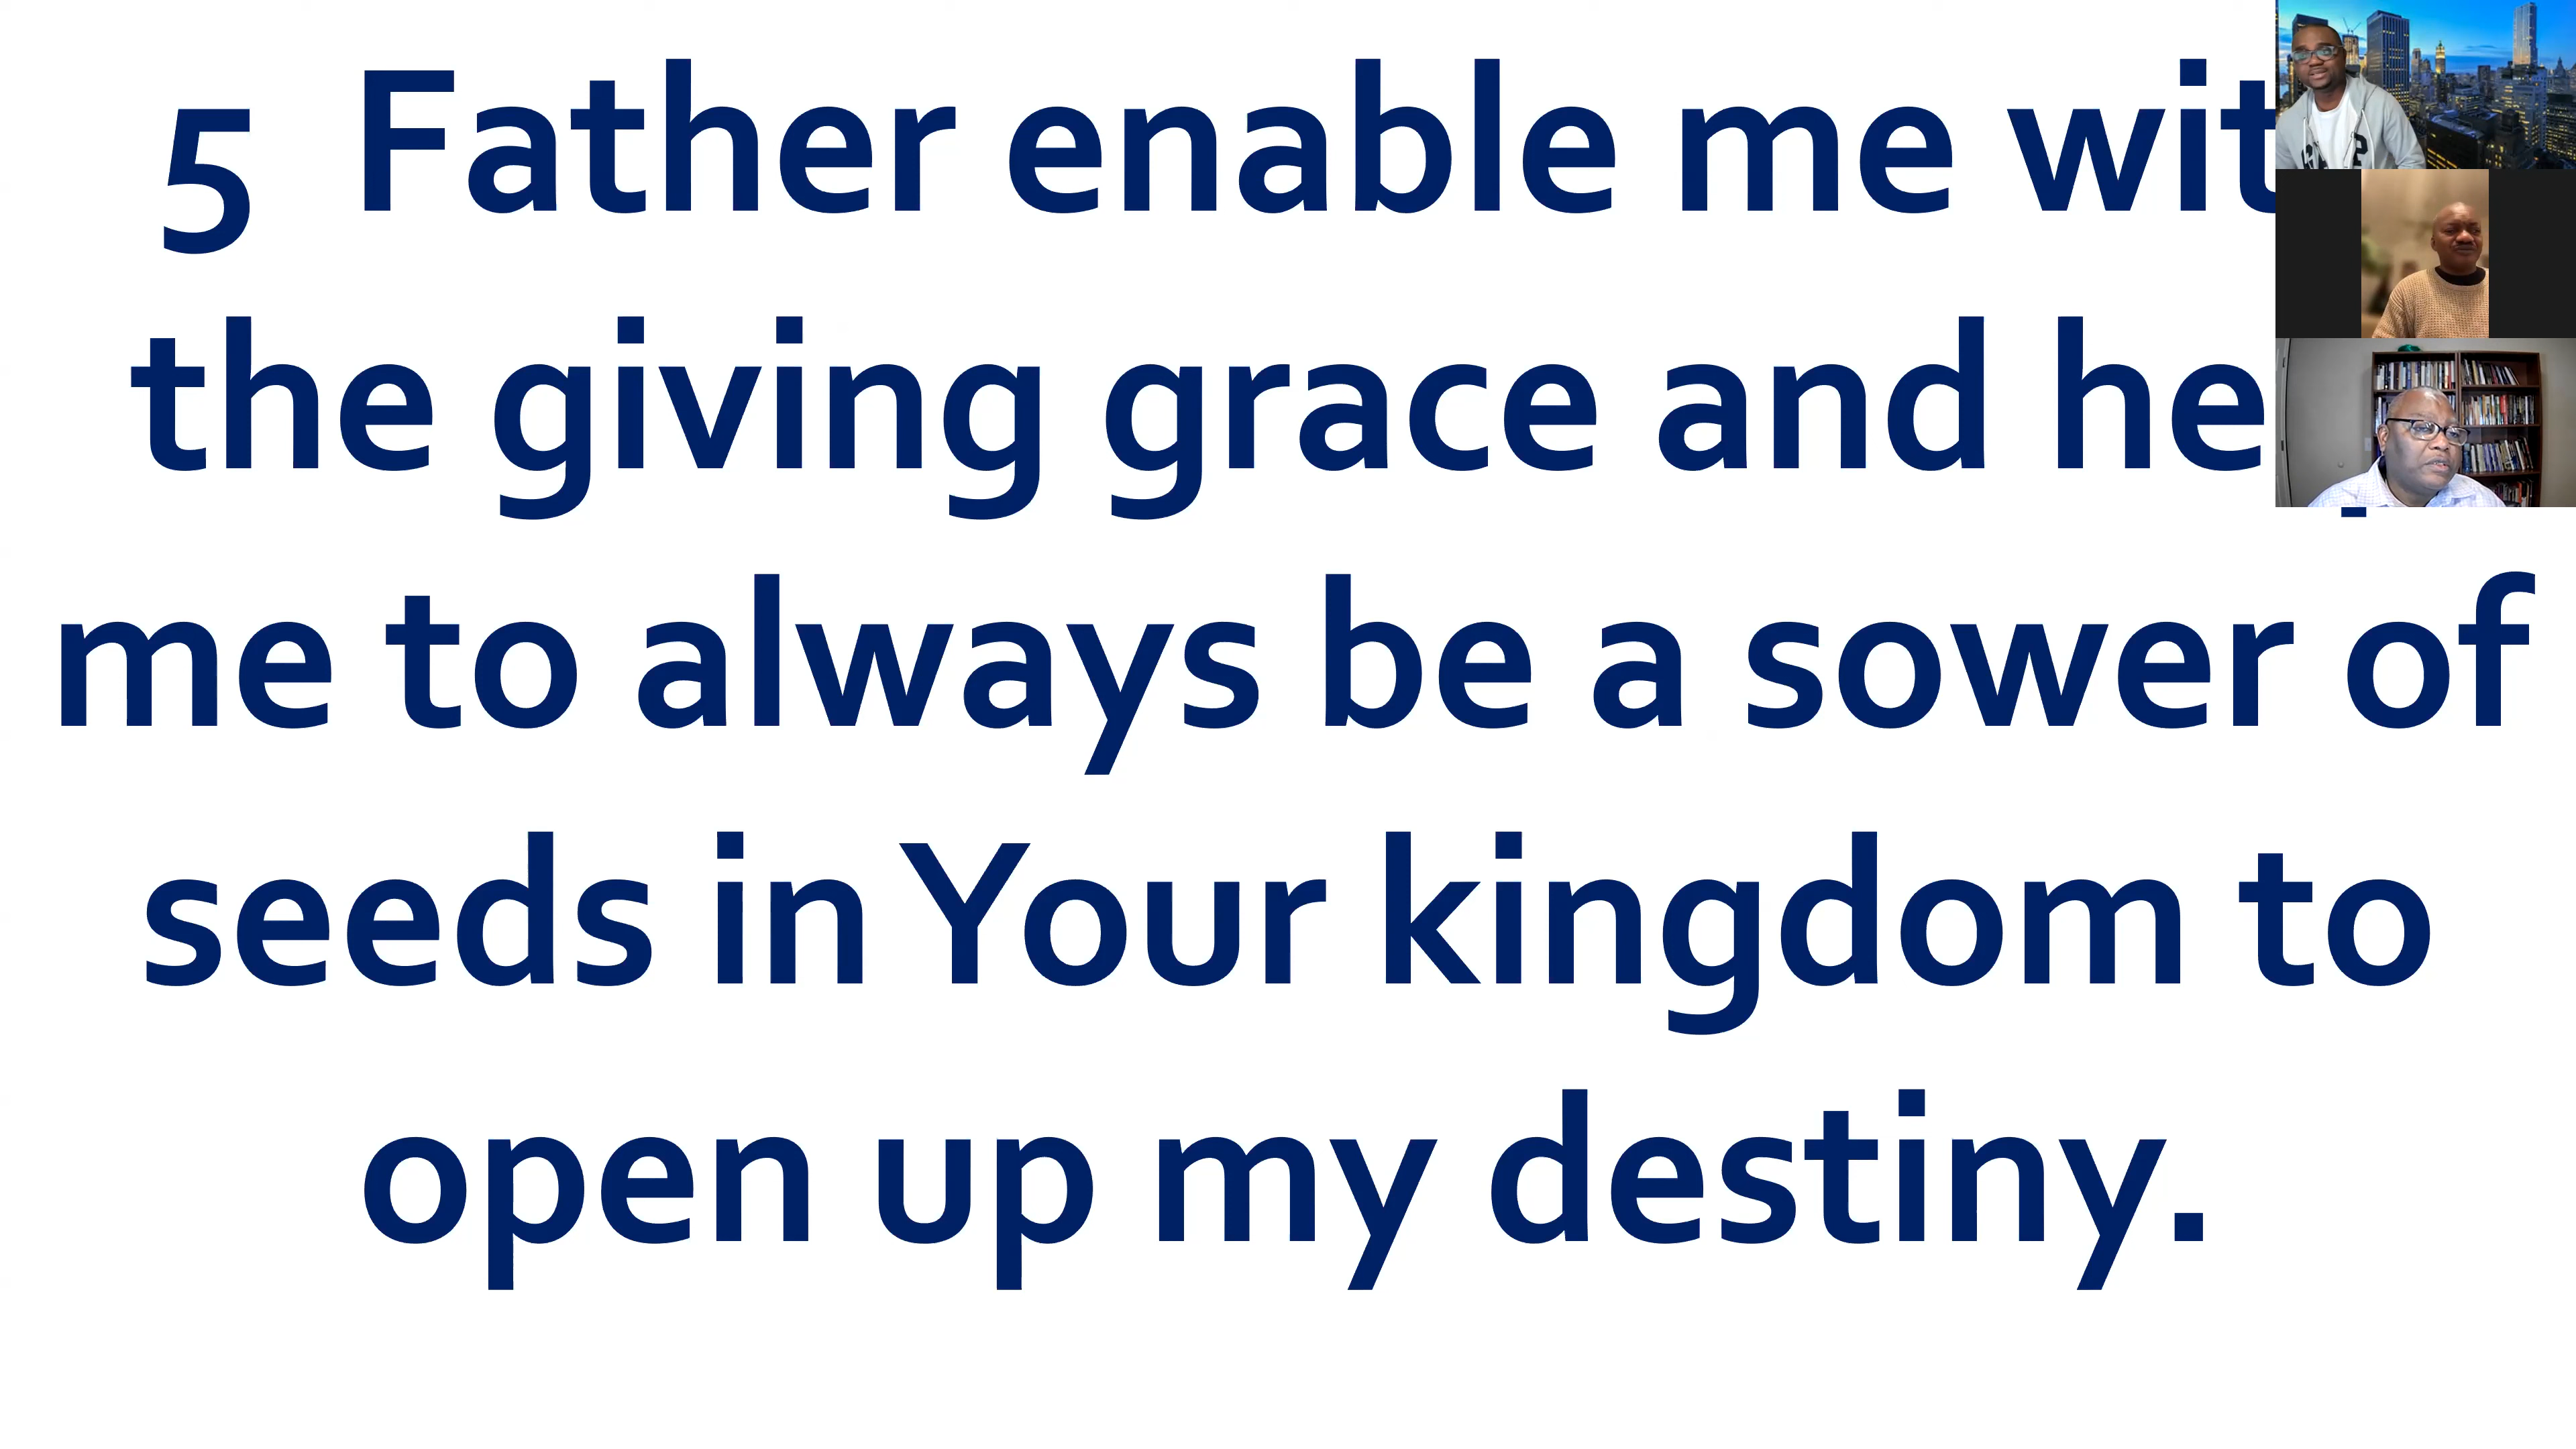 5 Father enable me wit
the giving grace and he
me to always be a sower of
seeds in Your kingdom to
open up my destiny.